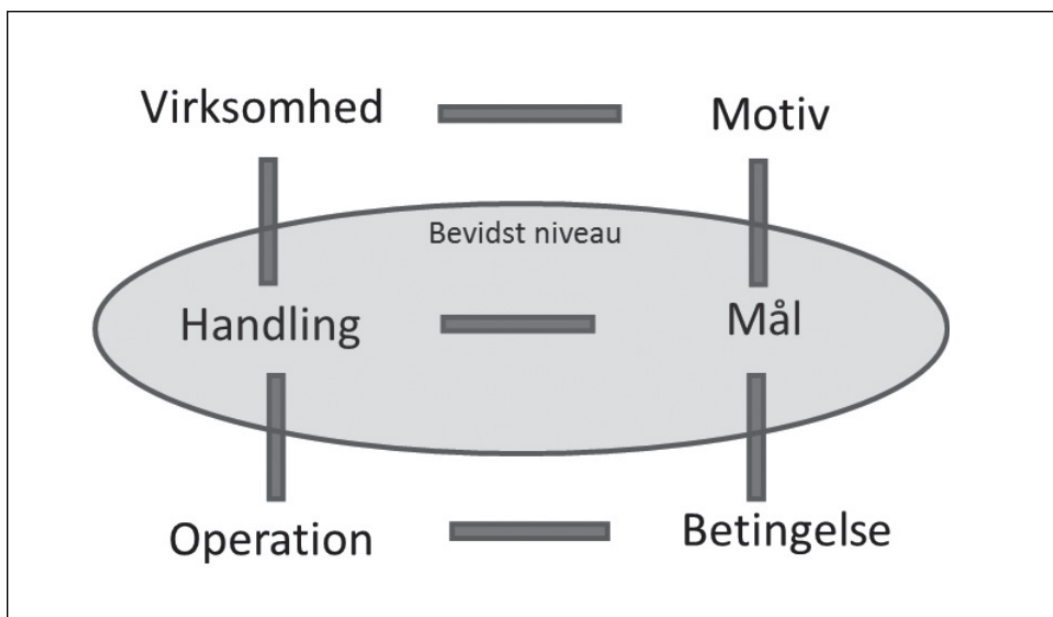 Virksomhed Motiv
Bevidst niveau
Handling Mål
Operation Betingelse